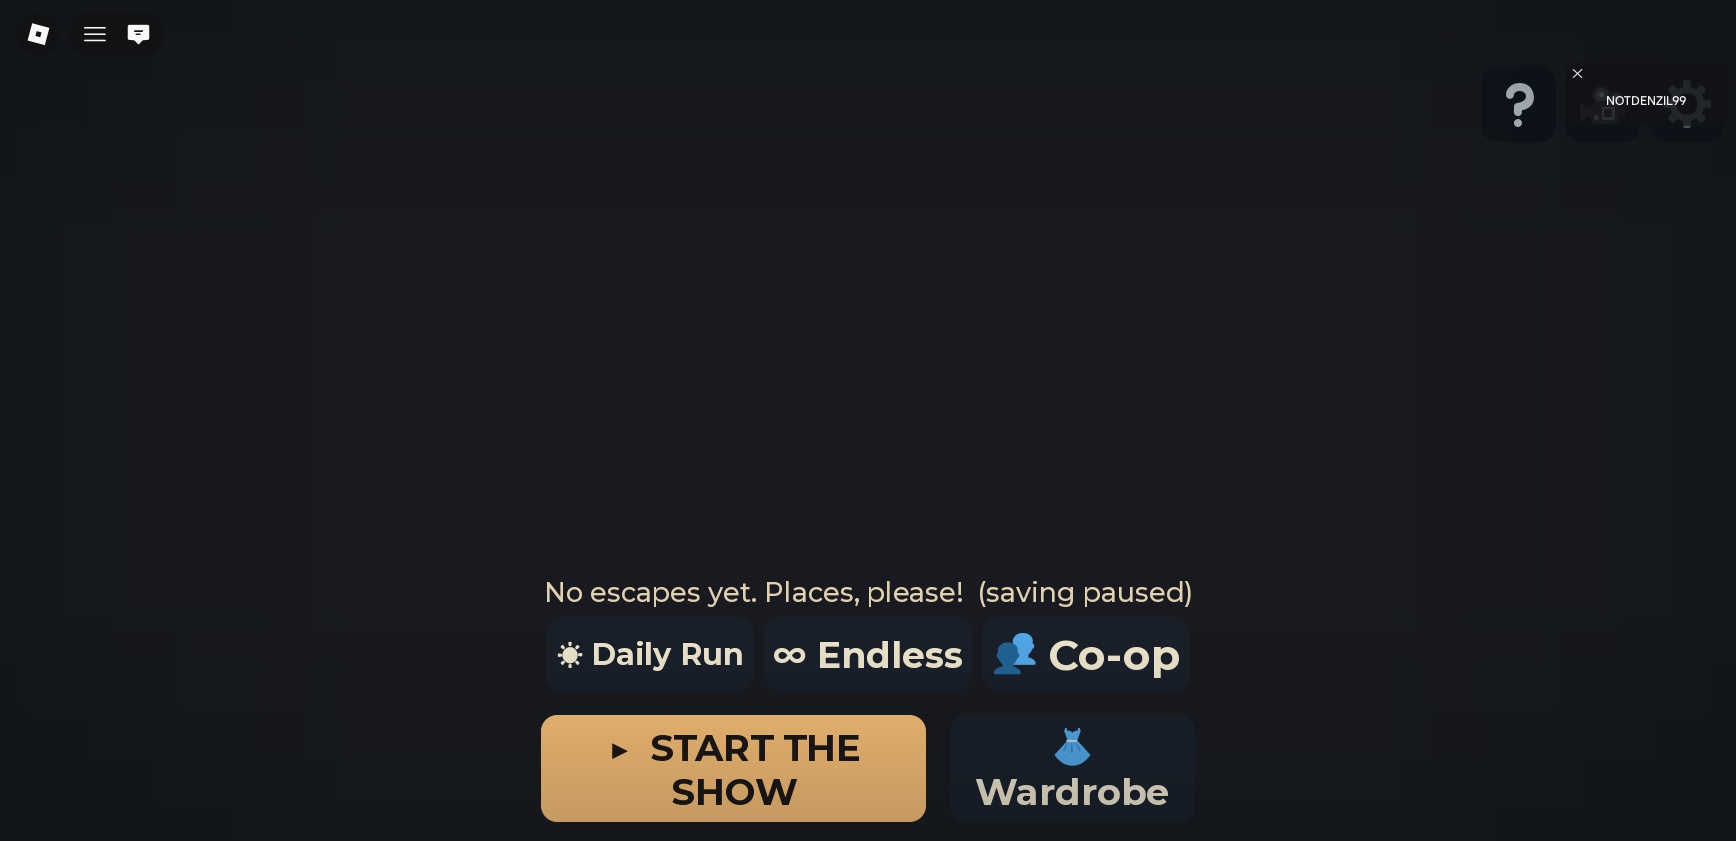 ?
NOTDENZIL99
No escapes yet. Places, please! (saving paused)
☀ Daily Run
∞ Endless
👥 Co-op
► START THE
SHOW
👗
Wardrobe